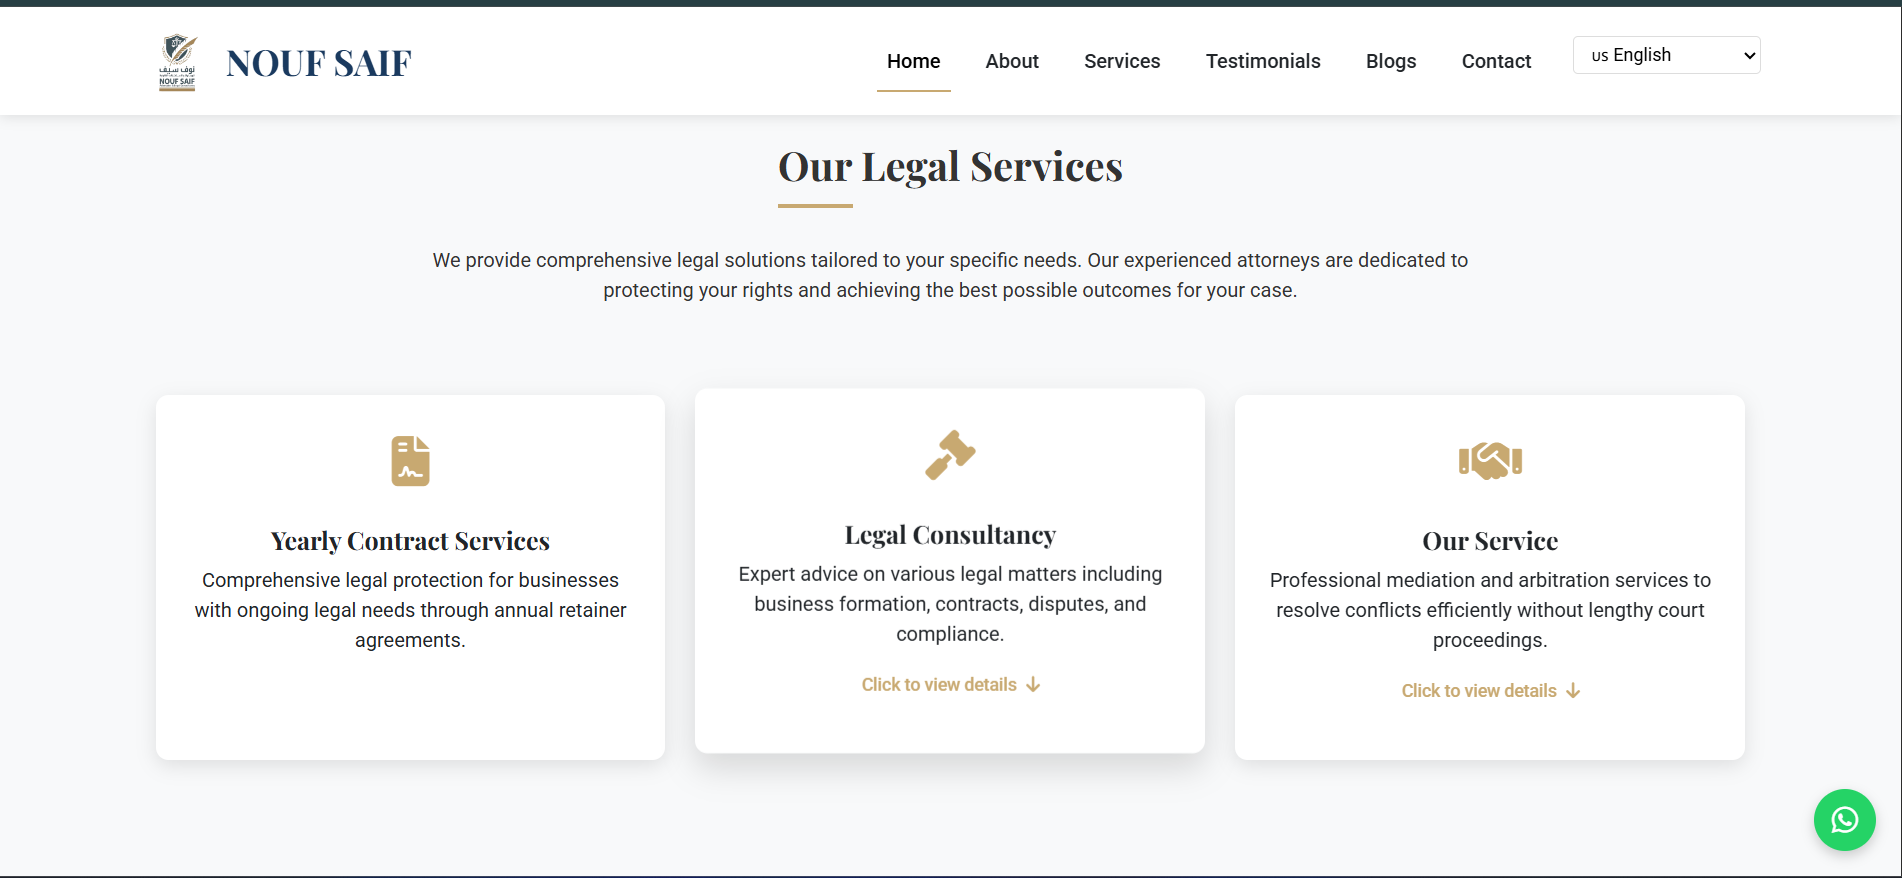 نوف سيف
NOUF SAIF
NOUF SAIF
Home
About
Services
Testimonials
Blogs
Contact
US English
Our Legal Services
We provide comprehensive legal solutions tailored to your specific needs. Our experienced attorneys are dedicated to
protecting your rights and achieving the best possible outcomes for your case.
Yearly Contract Services
Comprehensive legal protection for businesses
with ongoing legal needs through annual retainer
agreements.
Legal Consultancy
Expert advice on various legal matters including
business formation, contracts, disputes, and
compliance.
Click to view details ↓
Our Service
Professional mediation and arbitration services to
resolve conflicts efficiently without lengthy court
proceedings.
Click to view details ↓